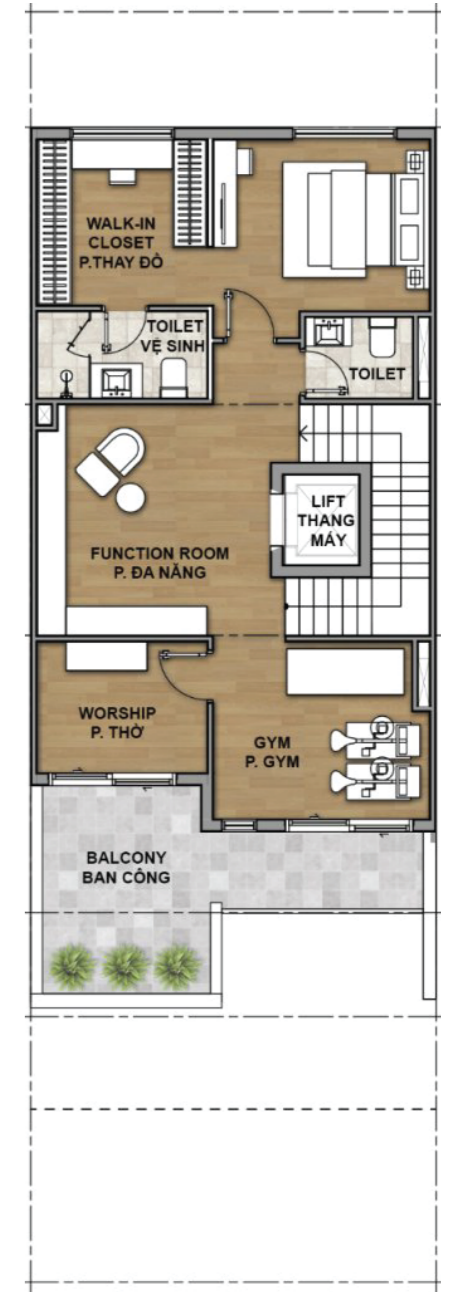 WALK-IN
CLOSET
P.THAY ĐỒ
TOILET
VỆ SINH
TOILET
LIFT
THANG
MÁY
FUNCTION ROOM
P. ĐA NĂNG
WORSHIP
P. THỜ
GYM
P. GYM
BALCONY
BAN CÔNG